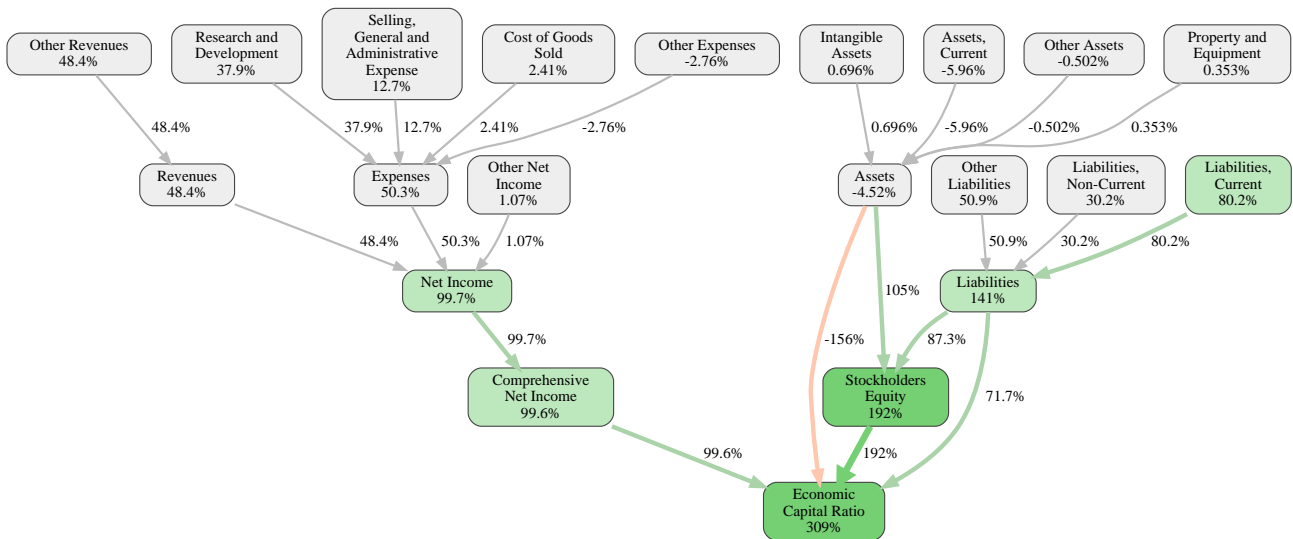 Other Revenues
48.4%
Research and
Development
37.9%
Selling,
General and
Administrative
Expense
12.7%
Cost of Goods
Sold
2.41%
Other Expenses
-2.76%
Intangible
Assets
0.696%
Assets,
Current
-5.96%
Other Assets
-0.502%
Property and
Equipment
0.353%
48.4%
37.9%
12.7%
2.41%
-2.76%
0.696%
-5.96%
-0.502%
0.353%
Revenues
48.4%
Expenses
50.3%
Other Net
Income
1.07%
Assets
-4.52%
Other
Liabilities
50.9%
Liabilities,
Non-Current
30.2%
Liabilities,
Current
80.2%
48.4%
50.3%
1.07%
50.9%
30.2%
80.2%
Net Income
99.7%
105%
Liabilities
141%
99.7%
-156%
87.3%
Comprehensive
Net Income
99.6%
Stockholders
Equity
192%
71.7%
99.6%
192%
Economic
Capital Ratio
309%